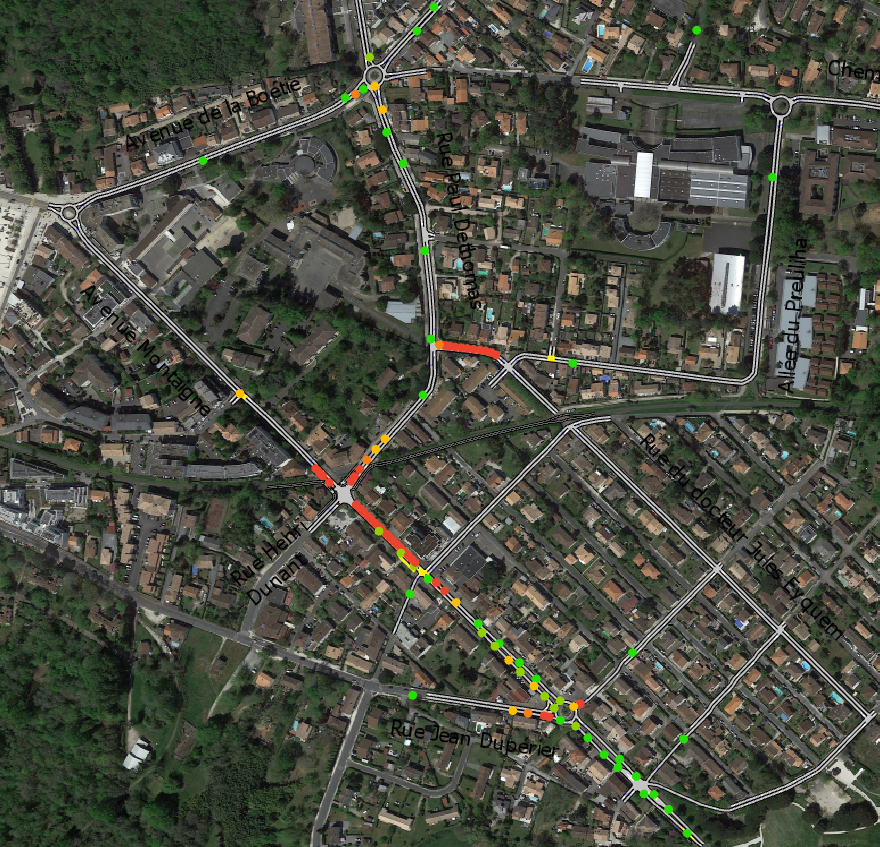 Chem
Avenue de la Boétie
Rue Paul Dethomas
Allée du Preuilha
Avenue Montaigne
Rue du docteur Jules Eyquem
Rue Henri
Dunant
Rue Jean Duperier